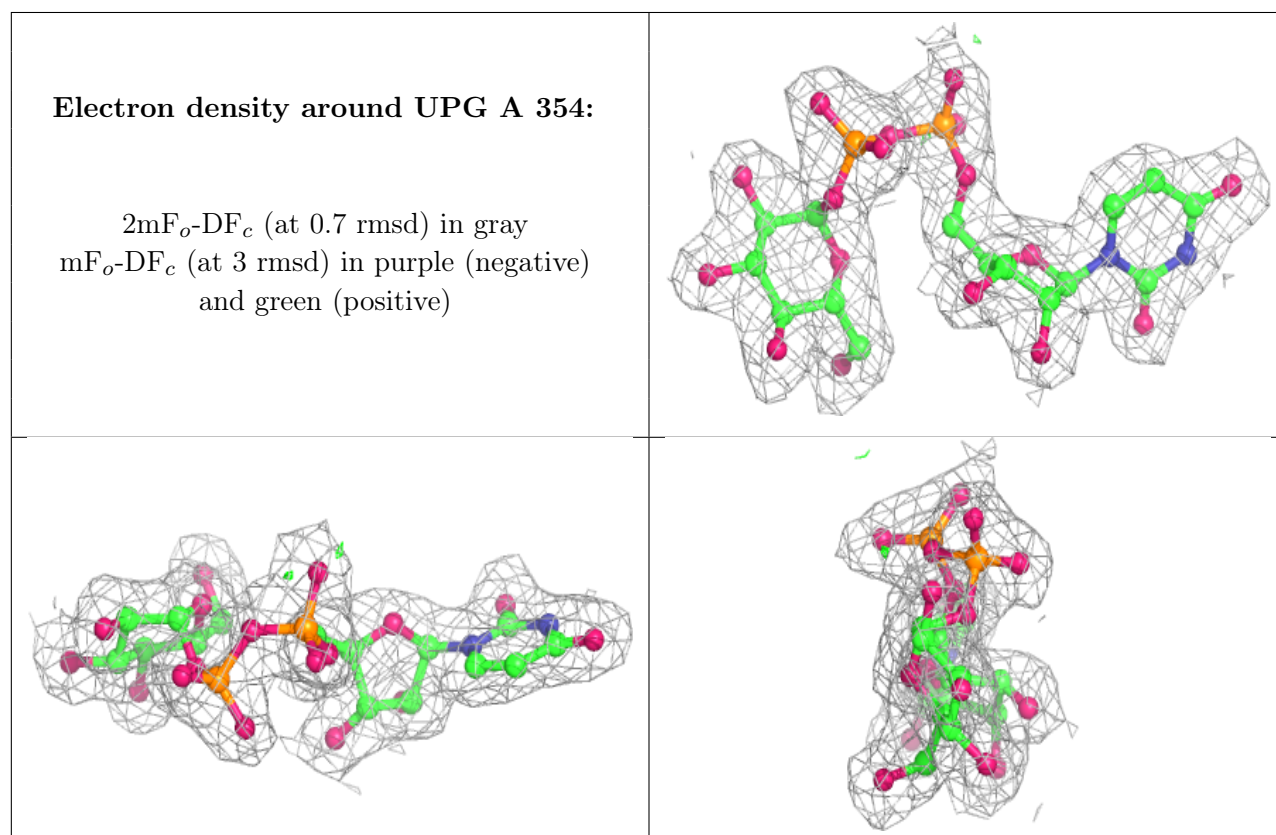 Electron density around UPG A 354:
2mFo-DFc (at 0.7 rmsd) in gray
mFo-DFc (at 3 rmsd) in purple (negative)
and green (positive)